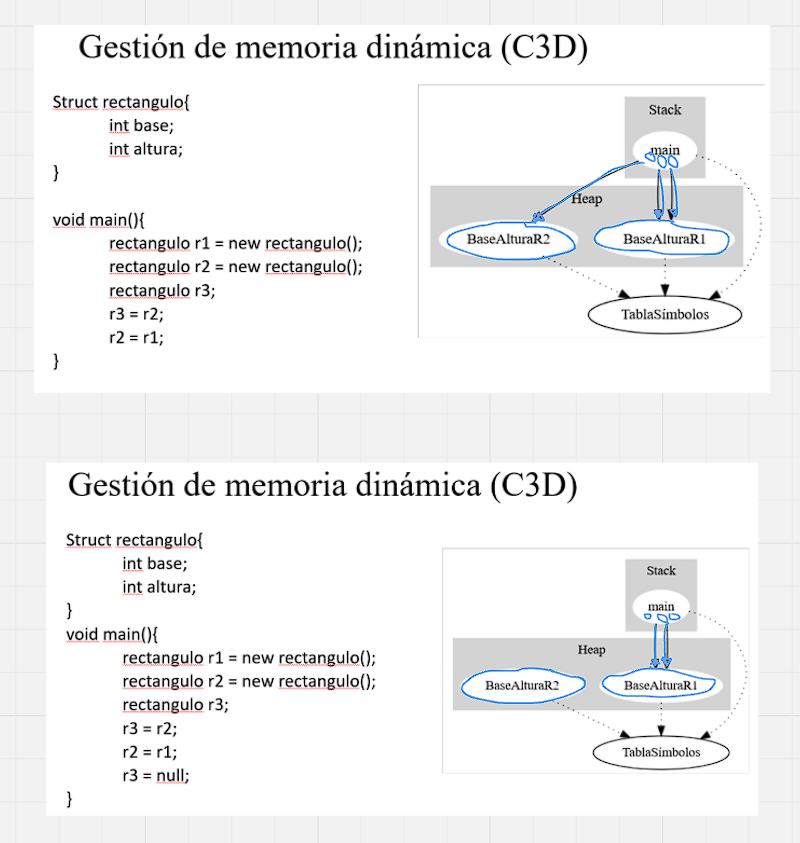 Gestión de memoria dinámica (C3D)
Struct rectangulo{
int base;
int altura;
}
void main(){
rectangulo r1 = new rectangulo();
rectangulo r2 = new rectangulo();
rectangulo r3;
r3 = r2;
r2 = r1;
}
Stack
main
Heap
BaseAlturaR2
BaseAlturaR1
TablaSímbolos
Gestión de memoria dinámica (C3D)
Struct rectangulo{
int base;
int altura;
}
void main(){
rectangulo r1 = new rectangulo();
rectangulo r2 = new rectangulo();
rectangulo r3;
r3 = r2;
r2 = r1;
r3 = null;
}
Stack
main
Heap
BaseAlturaR2
BaseAlturaR1
TablaSímbolos